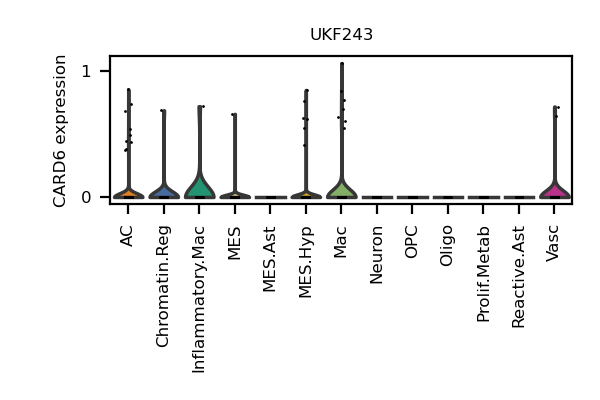 UKF243
CARD6 expression
1
0
AC
Chromatin.Reg
Inflammatory.Mac
MES
MES.Ast
MES.Hyp
Mac
Neuron
OPC
Oligo
Prolif.Metab
Reactive.Ast
Vasc